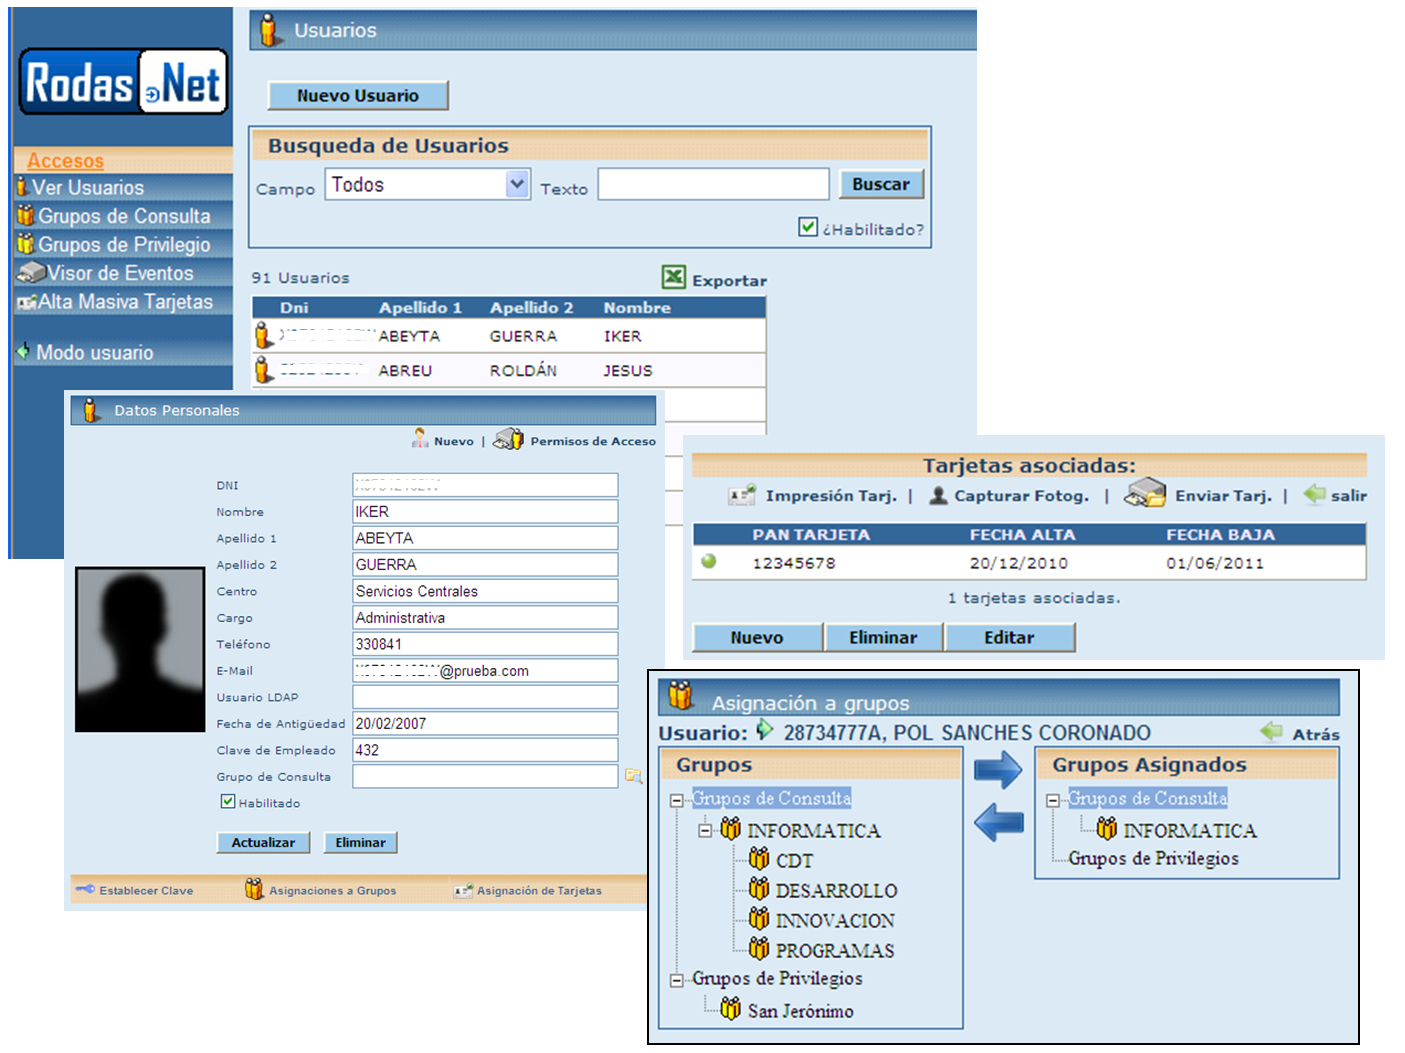 Usuarios
Rodas.Net
Nuevo Usuario
Accesos
Ver Usuarios
Grupos de Consulta
Grupos de Privilegio
Visor de Eventos
Alta Masiva Tarjetas
Modo usuario
Busqueda de Usuarios
Campo Todos Texto Buscar
¿Habilitado?
91 Usuarios Exportar
Dni Apellido 1 Apellido 2 Nombre
ABEYTA GUERRA IKER
ABREU ROLDÁN JESUS
Datos Personales
Nuevo | Permisos de Acceso
DNI
Nombre IKER
Apellido 1 ABEYTA
Apellido 2 GUERRA
Centro Servicios Centrales
Cargo Administrativa
Teléfono 330841
E-Mail @prueba.com
Usuario LDAP
Fecha de Antigüedad 20/02/2007
Clave de Empleado 432
Grupo de Consulta
Habilitado
Actualizar Eliminar
Establecer Clave Asignaciones a Grupos Asignación de Tarjetas
Tarjetas asociadas:
Impresión Tarj. | Capturar Fotog. | Enviar Tarj. | salir
PAN TARJETA FECHA ALTA FECHA BAJA
12345678 20/12/2010 01/06/2011
1 tarjetas asociadas.
Nuevo Eliminar Editar
Asignación a grupos
Usuario: 28734777A, POL SANCHES CORONADO Atrás
Grupos
Grupos de Consulta
INFORMATICA
CDT
DESARROLLO
INNOVACION
PROGRAMAS
Grupos de Privilegios
San Jerónimo
Grupos Asignados
Grupos de Consulta
INFORMATICA
Grupos de Privilegios